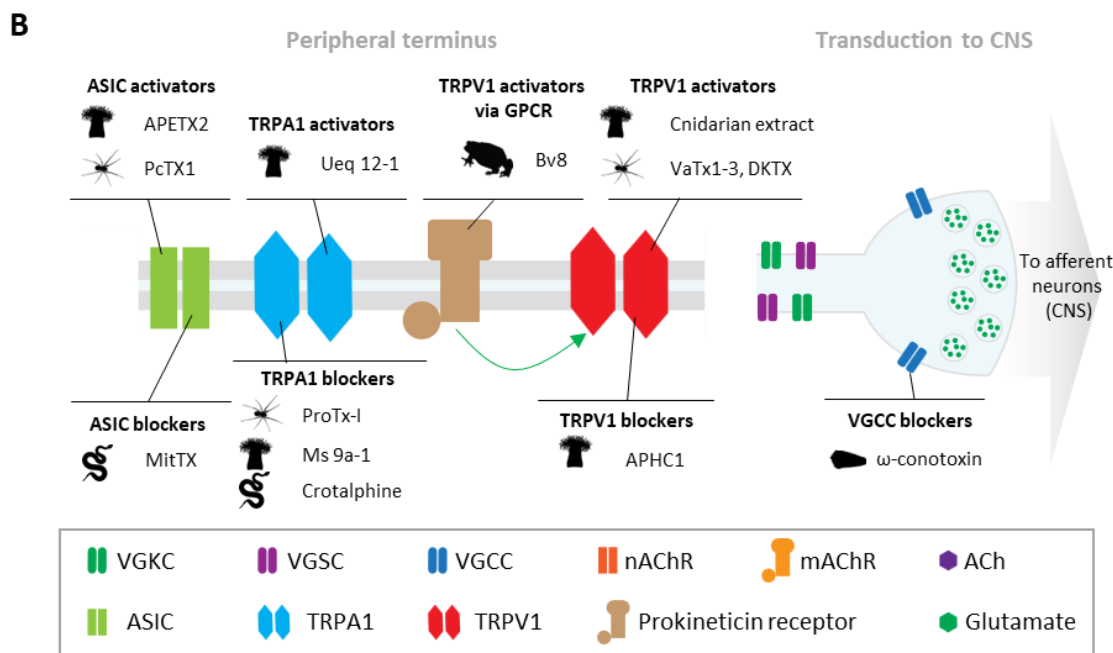 B
Peripheral terminus
Transduction to CNS
ASIC activators
APETX2
PcTX1
TRPA1 activators
Ueq 12-1
TRPV1 activators
via GPCR
Bv8
TRPV1 activators
Cnidarian extract
VaTx1-3, DKTX
To afferent
neurons
(CNS)
ASIC blockers
MitTX
TRPA1 blockers
ProTx-I
Ms 9a-1
Crotalphine
TRPV1 blockers
APHC1
VGCC blockers
ω-conotoxin
VGKC
VGSC
VGCC
nAChR
mAChR
ACh
ASIC
TRPA1
TRPV1
Prokineticin receptor
Glutamate